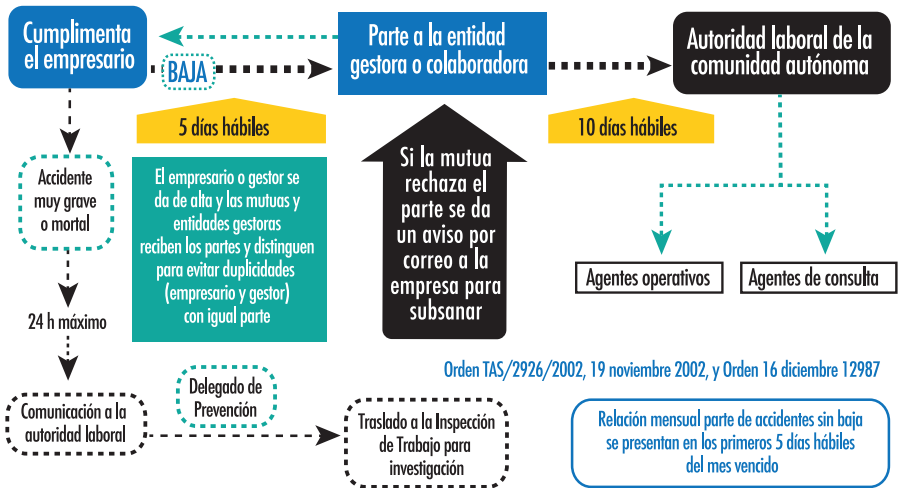 Cumplimenta
el empresario
BAJA
Parte a la entidad
gestora o colaboradora
Autoridad laboral de la
comunidad autónoma
5 días hábiles
10 días hábiles
Accidente
muy grave
o mortal
El empresario o gestor se
da de alta y las mutuas y
entidades gestoras
reciben los partes y distinguen
para evitar duplicidades
(empresario y gestor)
con igual parte
Si la mutua
rechaza el
parte se da
un aviso por
correo a la
empresa para
subsanar
Agentes operativos
Agentes de consulta
24 h máximo
Orden TAS/2926/2002, 19 noviembre 2002, y Orden 16 diciembre 12987
Comunicación a la
autoridad laboral
Delegado de
Prevención
Traslado a la Inspección
de Trabajo para
investigación
Relación mensual parte de accidentes sin baja
se presentan en los primeros 5 días hábiles
del mes vencido